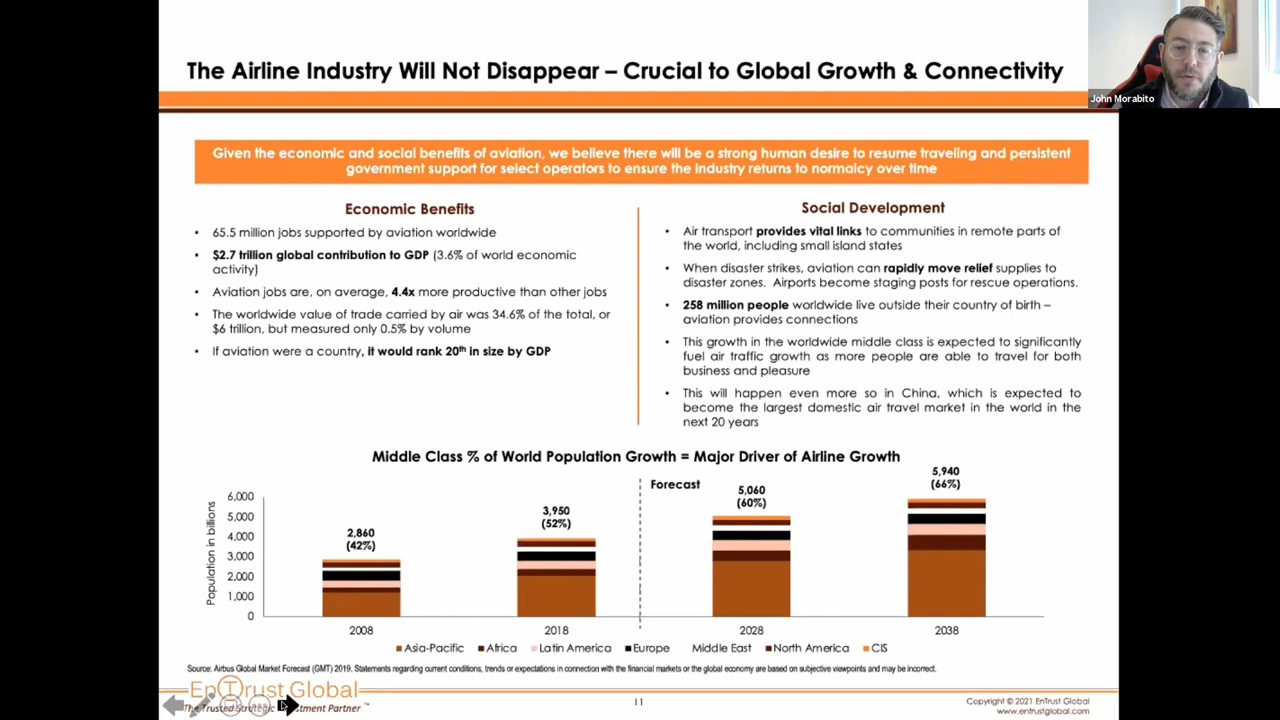 The Airline Industry Will Not Disappear – Crucial to Global Growth & Connectivity
John Morabito
Given the economic and social benefits of aviation, we believe there will be a strong human desire to resume traveling and persistent
government support for select operators to ensure the industry returns to normalcy over time
Economic Benefits
• 65.5 million jobs supported by aviation worldwide
• $2.7 trillion global contribution to GDP (3.6% of world economic
activity)
• Aviation jobs are, on average, 4.4x more productive than other jobs
• The worldwide value of trade carried by air was 34.6% of the total, or
$6 trillion, but measured only 0.5% by volume
• If aviation were a country, it would rank 20th in size by GDP
Social Development
• Air transport provides vital links to communities in remote parts of
the world, including small island states
• When disaster strikes, aviation can rapidly move relief supplies to
disaster zones. Airports become staging posts for rescue operations.
• 258 million people worldwide live outside their country of birth –
aviation provides connections
• This growth in the worldwide middle class is expected to significantly
fuel air traffic growth as more people are able to travel for both
business and pleasure
• This will happen even more so in China, which is expected to
become the largest domestic air travel market in the world in the
next 20 years
Middle Class % of World Population Growth = Major Driver of Airline Growth
Forecast
Population in billions
6,000
5,000
4,000
3,000
2,000
1,000
0
2,860
(42%)
3,950
(52%)
5,060
(60%)
5,940
(66%)
2008 2018 2028 2038
Asia-Pacific Africa Latin America Europe Middle East North America CIS
Source: Airbus Global Market Forecast (GMT) 2019. Statements regarding current conditions, trends or expectations in connection with the financial markets or the global economy are based on subjective viewpoints and may be incorrect.
EnTrust Global
The Trusted Strategic Investment Partner ™
11
Copyright © 2021 EnTrust Global
www.entrustglobal.com